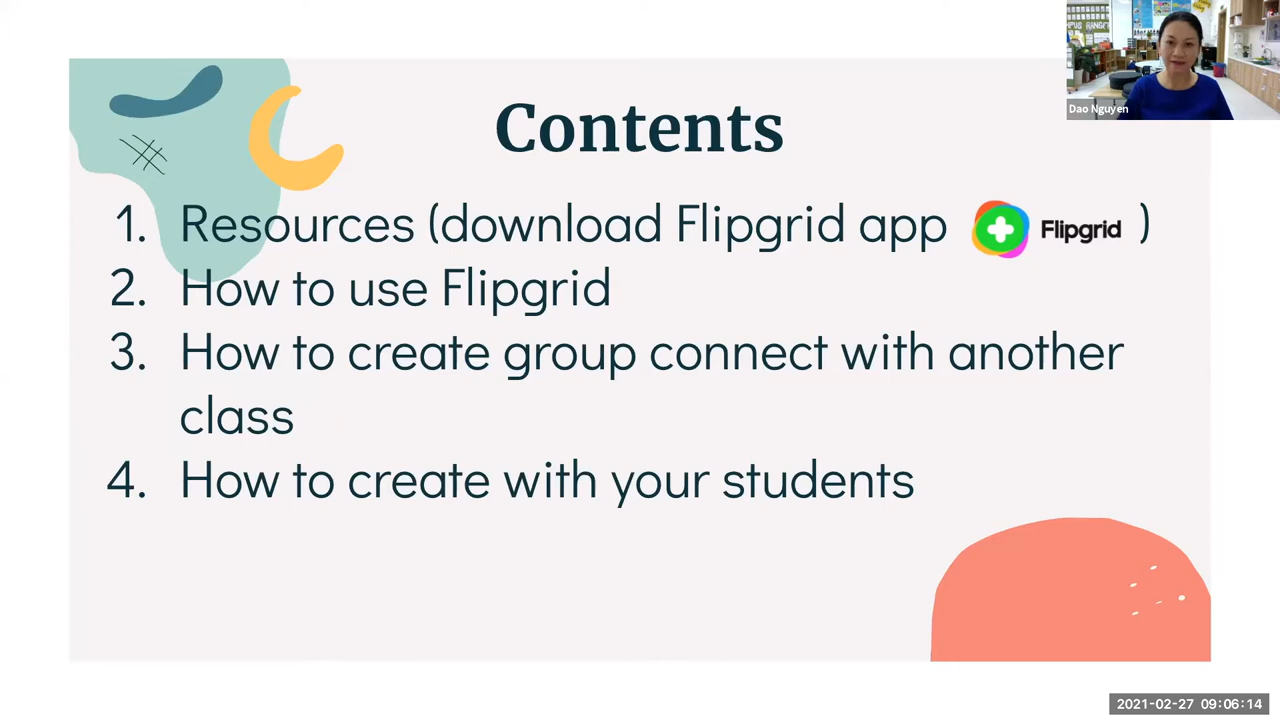 Contents
1. Resources (download Flipgrid app Flipgrid )
2. How to use Flipgrid
3. How to create group connect with another
class
4. How to create with your students
Dao Nguyen
2021-02-27 09:06:14